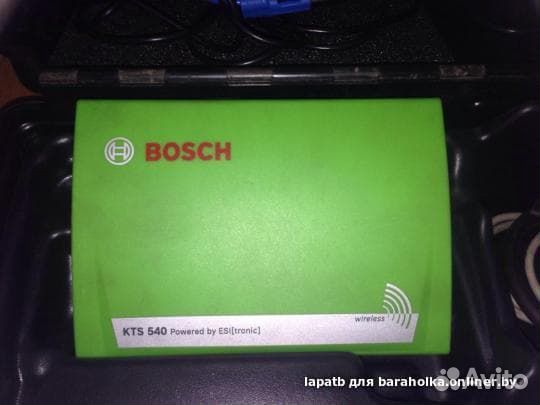 BOSCH
KTS 540 Powered by ESI[tronic]
wireless
Avito
lapatb для baraholka.onliner.by